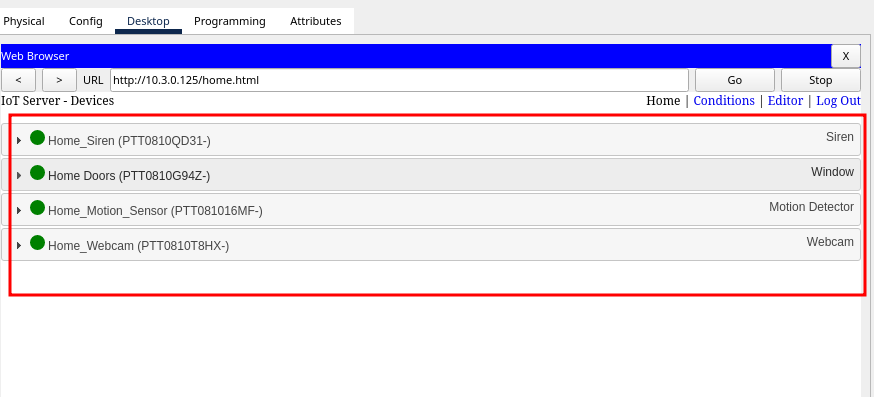 Physical Config Desktop Programming Attributes
Web Browser X
< > URL http://10.3.0.125/home.html Go Stop
IoT Server - Devices Home | Conditions | Editor | Log Out
Home_Siren (PTT0810QD31-) Siren
Home Doors (PTT0810G94Z-) Window
Home_Motion_Sensor (PTT081016MF-) Motion Detector
Home_Webcam (PTT0810T8HX-) Webcam